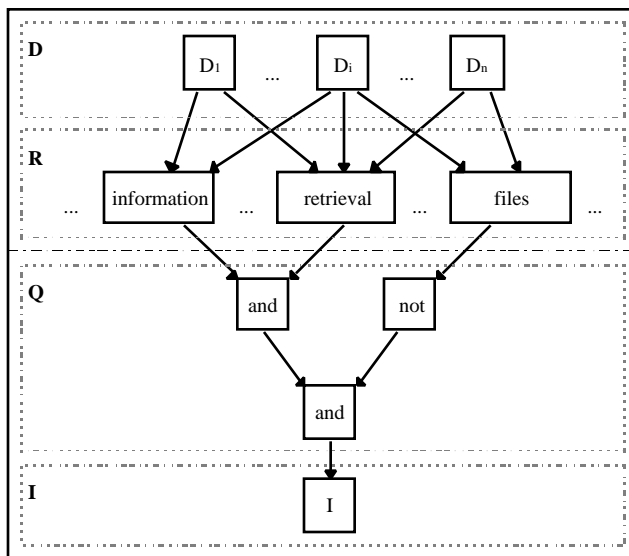 D
D1 ... Di ... Dn
R
information retrieval files
... ... ... ...
Q
and not
and
I
I